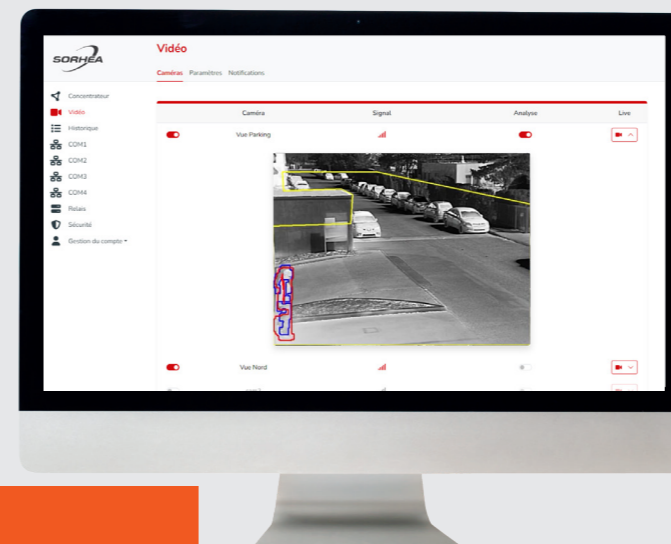 SORHEA
Vidéo
Caméras Paramètres Notifications
Concentrateur
Vidéo
Historique
COM1
COM2
COM3
COM4
Relais
Sécurité
Gestion du compte
Caméra Signal Analyse Live
Vue Parking
Vue Nord